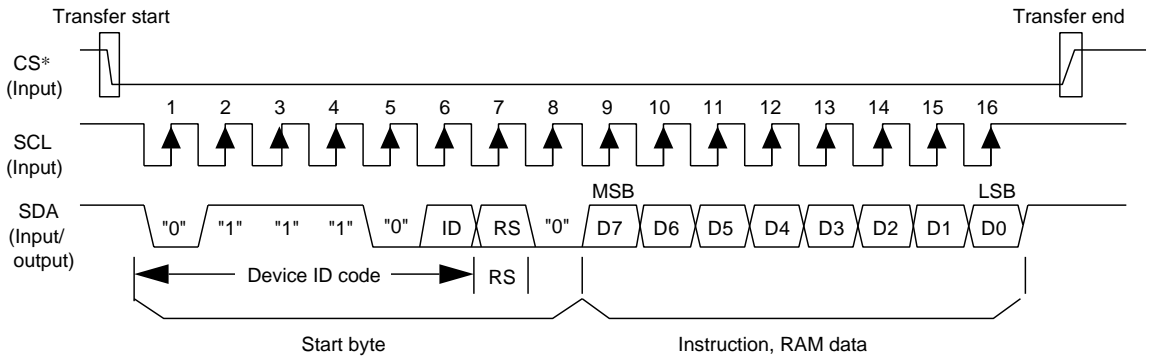 Transfer start
Transfer end
CS*
(Input)
1 2 3 4 5 6 7 8 9 10 11 12 13 14 15 16
SCL
(Input)
MSB
LSB
SDA
(Input/
output)
"0" "1" "1" "1" "0" ID RS "0" D7 D6 D5 D4 D3 D2 D1 D0
Device ID code
RS
Start byte
Instruction, RAM data